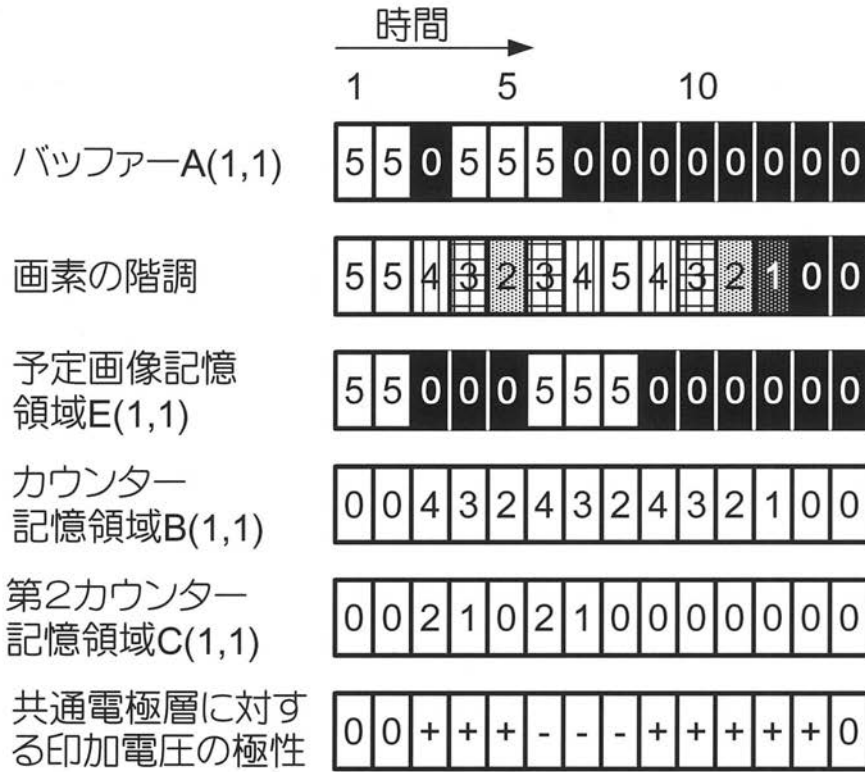 時間
1 5 10
バッファーA(1,1) 5 5 0 5 5 5 0 0 0 0 0 0 0 0
画素の階調 5 5 4 3 2 3 4 5 4 3 2 1 0 0
予定画像記憶
領域E(1,1) 5 5 0 0 0 5 5 5 0 0 0 0 0 0
カウンター
記憶領域B(1,1) 0 0 4 3 2 4 3 2 4 3 2 1 0 0
第2カウンター
記憶領域C(1,1) 0 0 2 1 0 2 1 0 0 0 0 0 0 0
共通電極層に対す
る印加電圧の極性 0 0 + + + - - - + + + + + 0